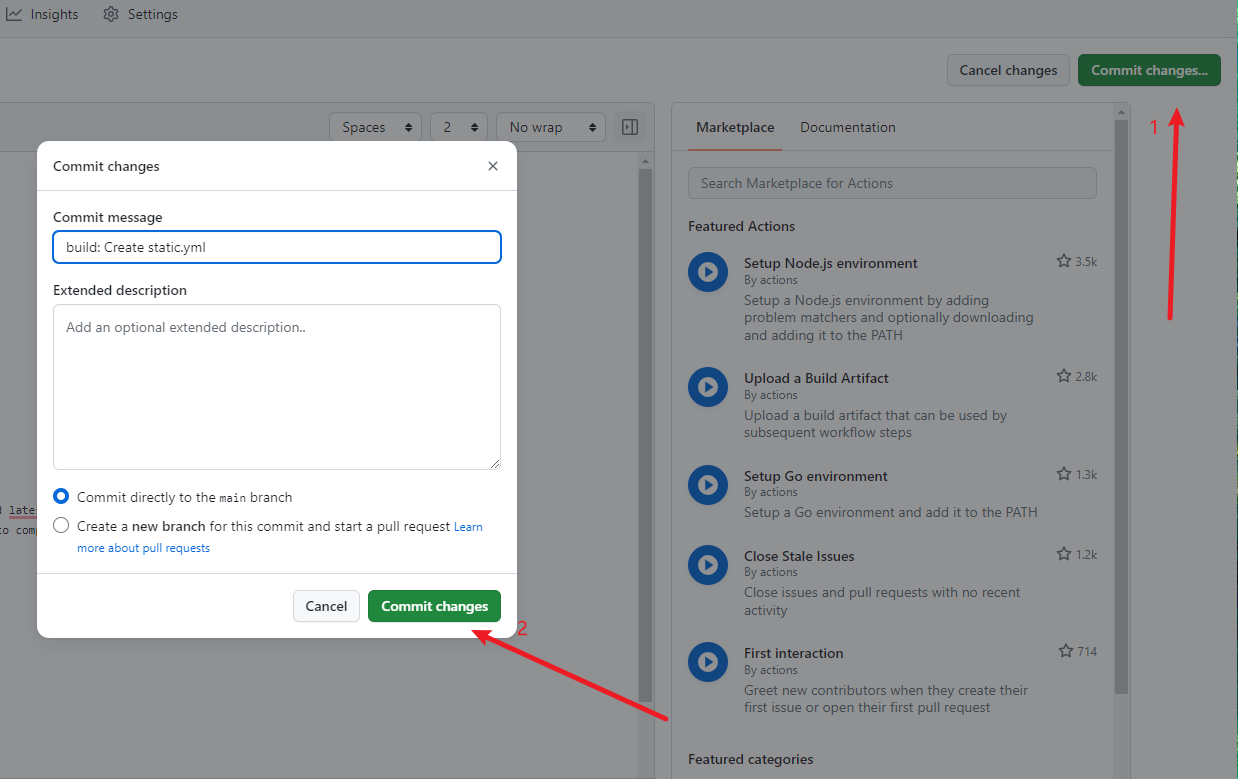 Insights
Settings
Cancel changes
Commit changes...
Spaces
2
No wrap
Marketplace
Documentation
1
Commit changes
Search Marketplace for Actions
Commit message
build: Create static.yml
Featured Actions
Setup Node.js environment
3.5k
By actions
Setup a Node.js environment by adding
problem matchers and optionally downloading
and adding it to the PATH
Extended description
Add an optional extended description..
Upload a Build Artifact
2.8k
By actions
Upload a build artifact that can be used by
subsequent workflow steps
Setup Go environment
1.3k
By actions
Setup a Go environment and add it to the PATH
Commit directly to the main branch
Create a new branch for this commit and start a pull request Learn
more about pull requests
Close Stale Issues
1.2k
By actions
Close issues and pull requests with no recent
activity
Cancel
Commit changes
2
First interaction
714
By actions
Greet new contributors when they create their
first issue or open their first pull request
Featured categories